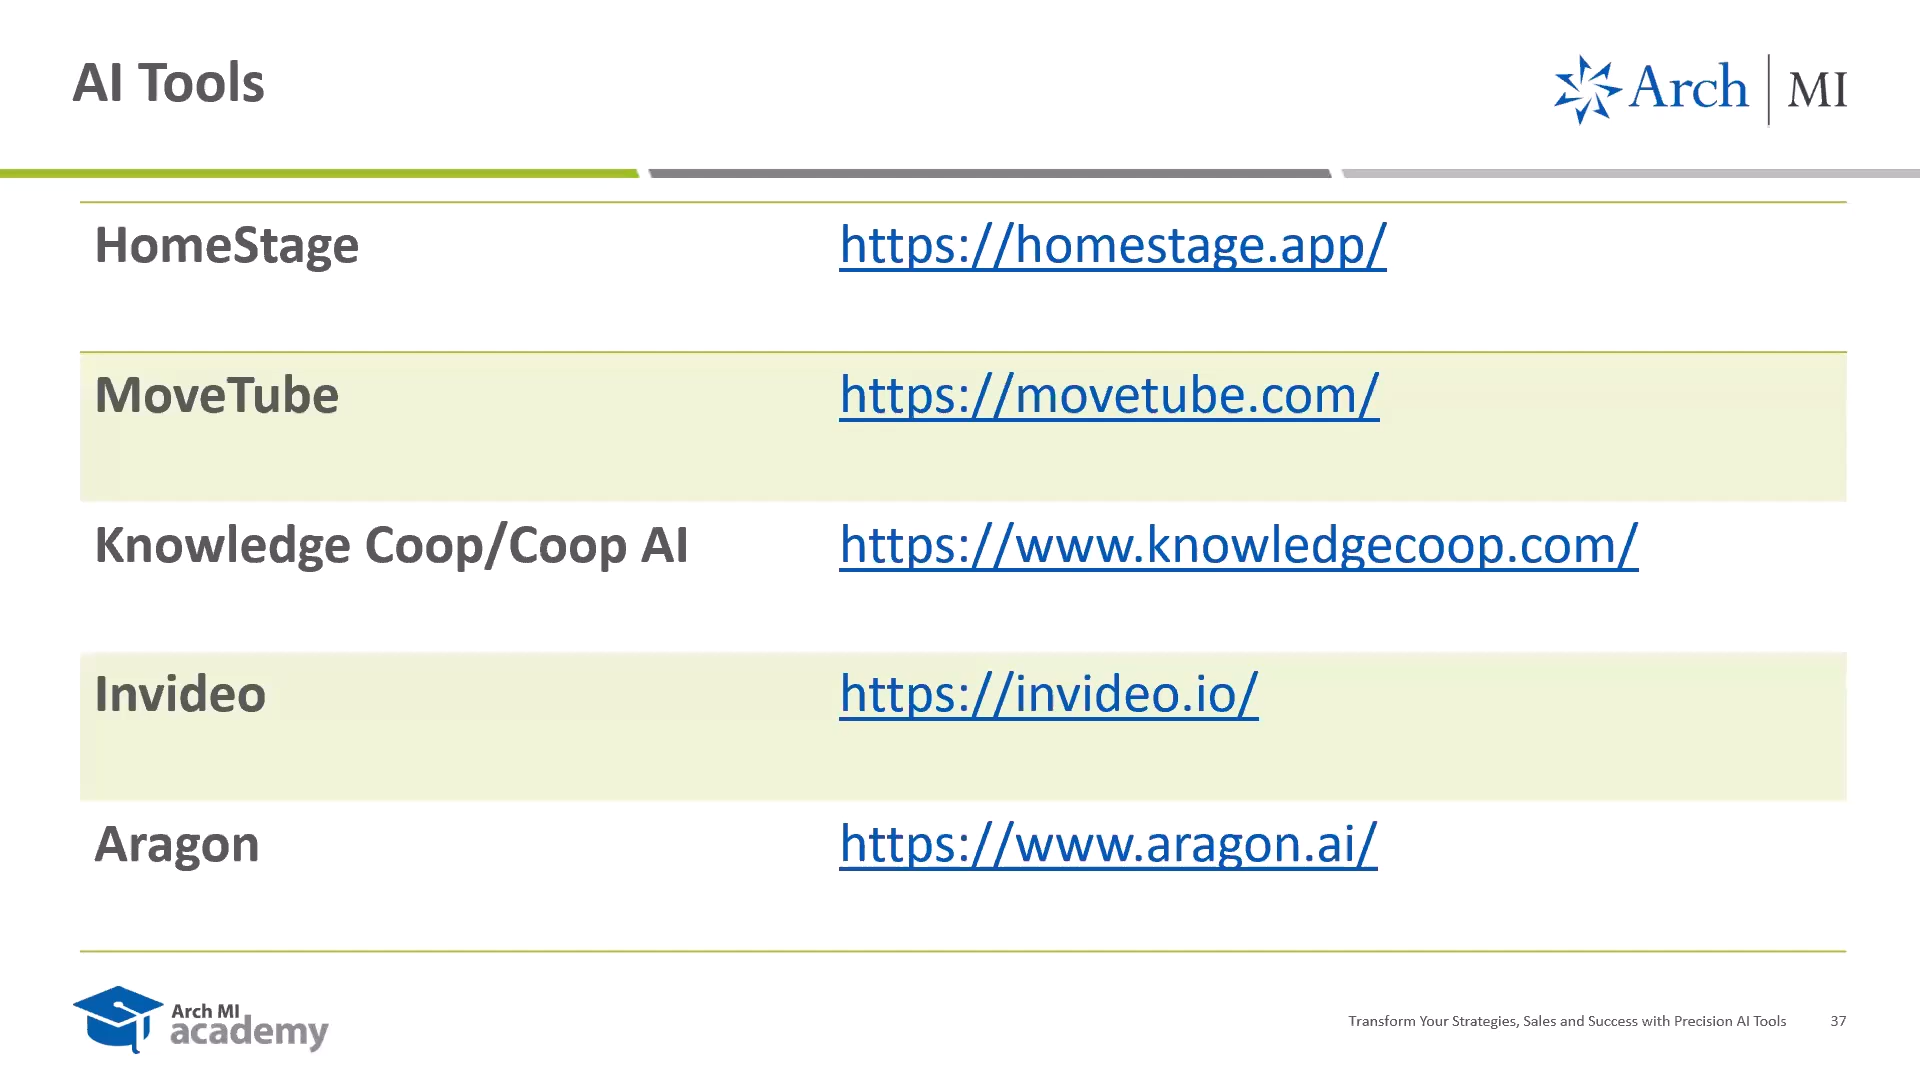 AI Tools
Arch | MI
HomeStage https://homestage.app/
MoveTube https://movetube.com/
Knowledge Coop/Coop AI https://www.knowledgecoop.com/
Invideo https://invideo.io/
Aragon https://www.aragon.ai/
Arch MI
academy
Transform Your Strategies, Sales and Success with Precision AI Tools 37